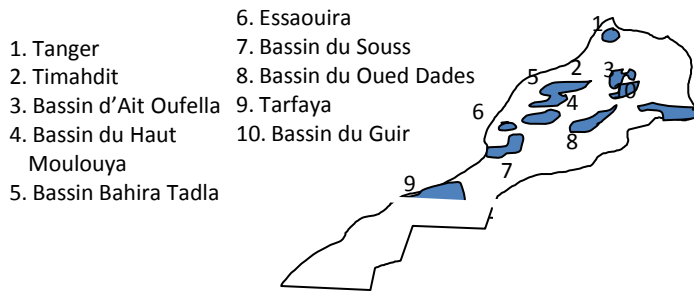 1. Tanger
2. Timahdit
3. Bassin d’Ait Oufella
4. Bassin du Haut
Moulouya
5. Bassin Bahira Tadla
6. Essaouira
7. Bassin du Souss
8. Bassin du Oued Dades
9. Tarfaya
10. Bassin du Guir
1
2
3
5
4
6
8
7
9